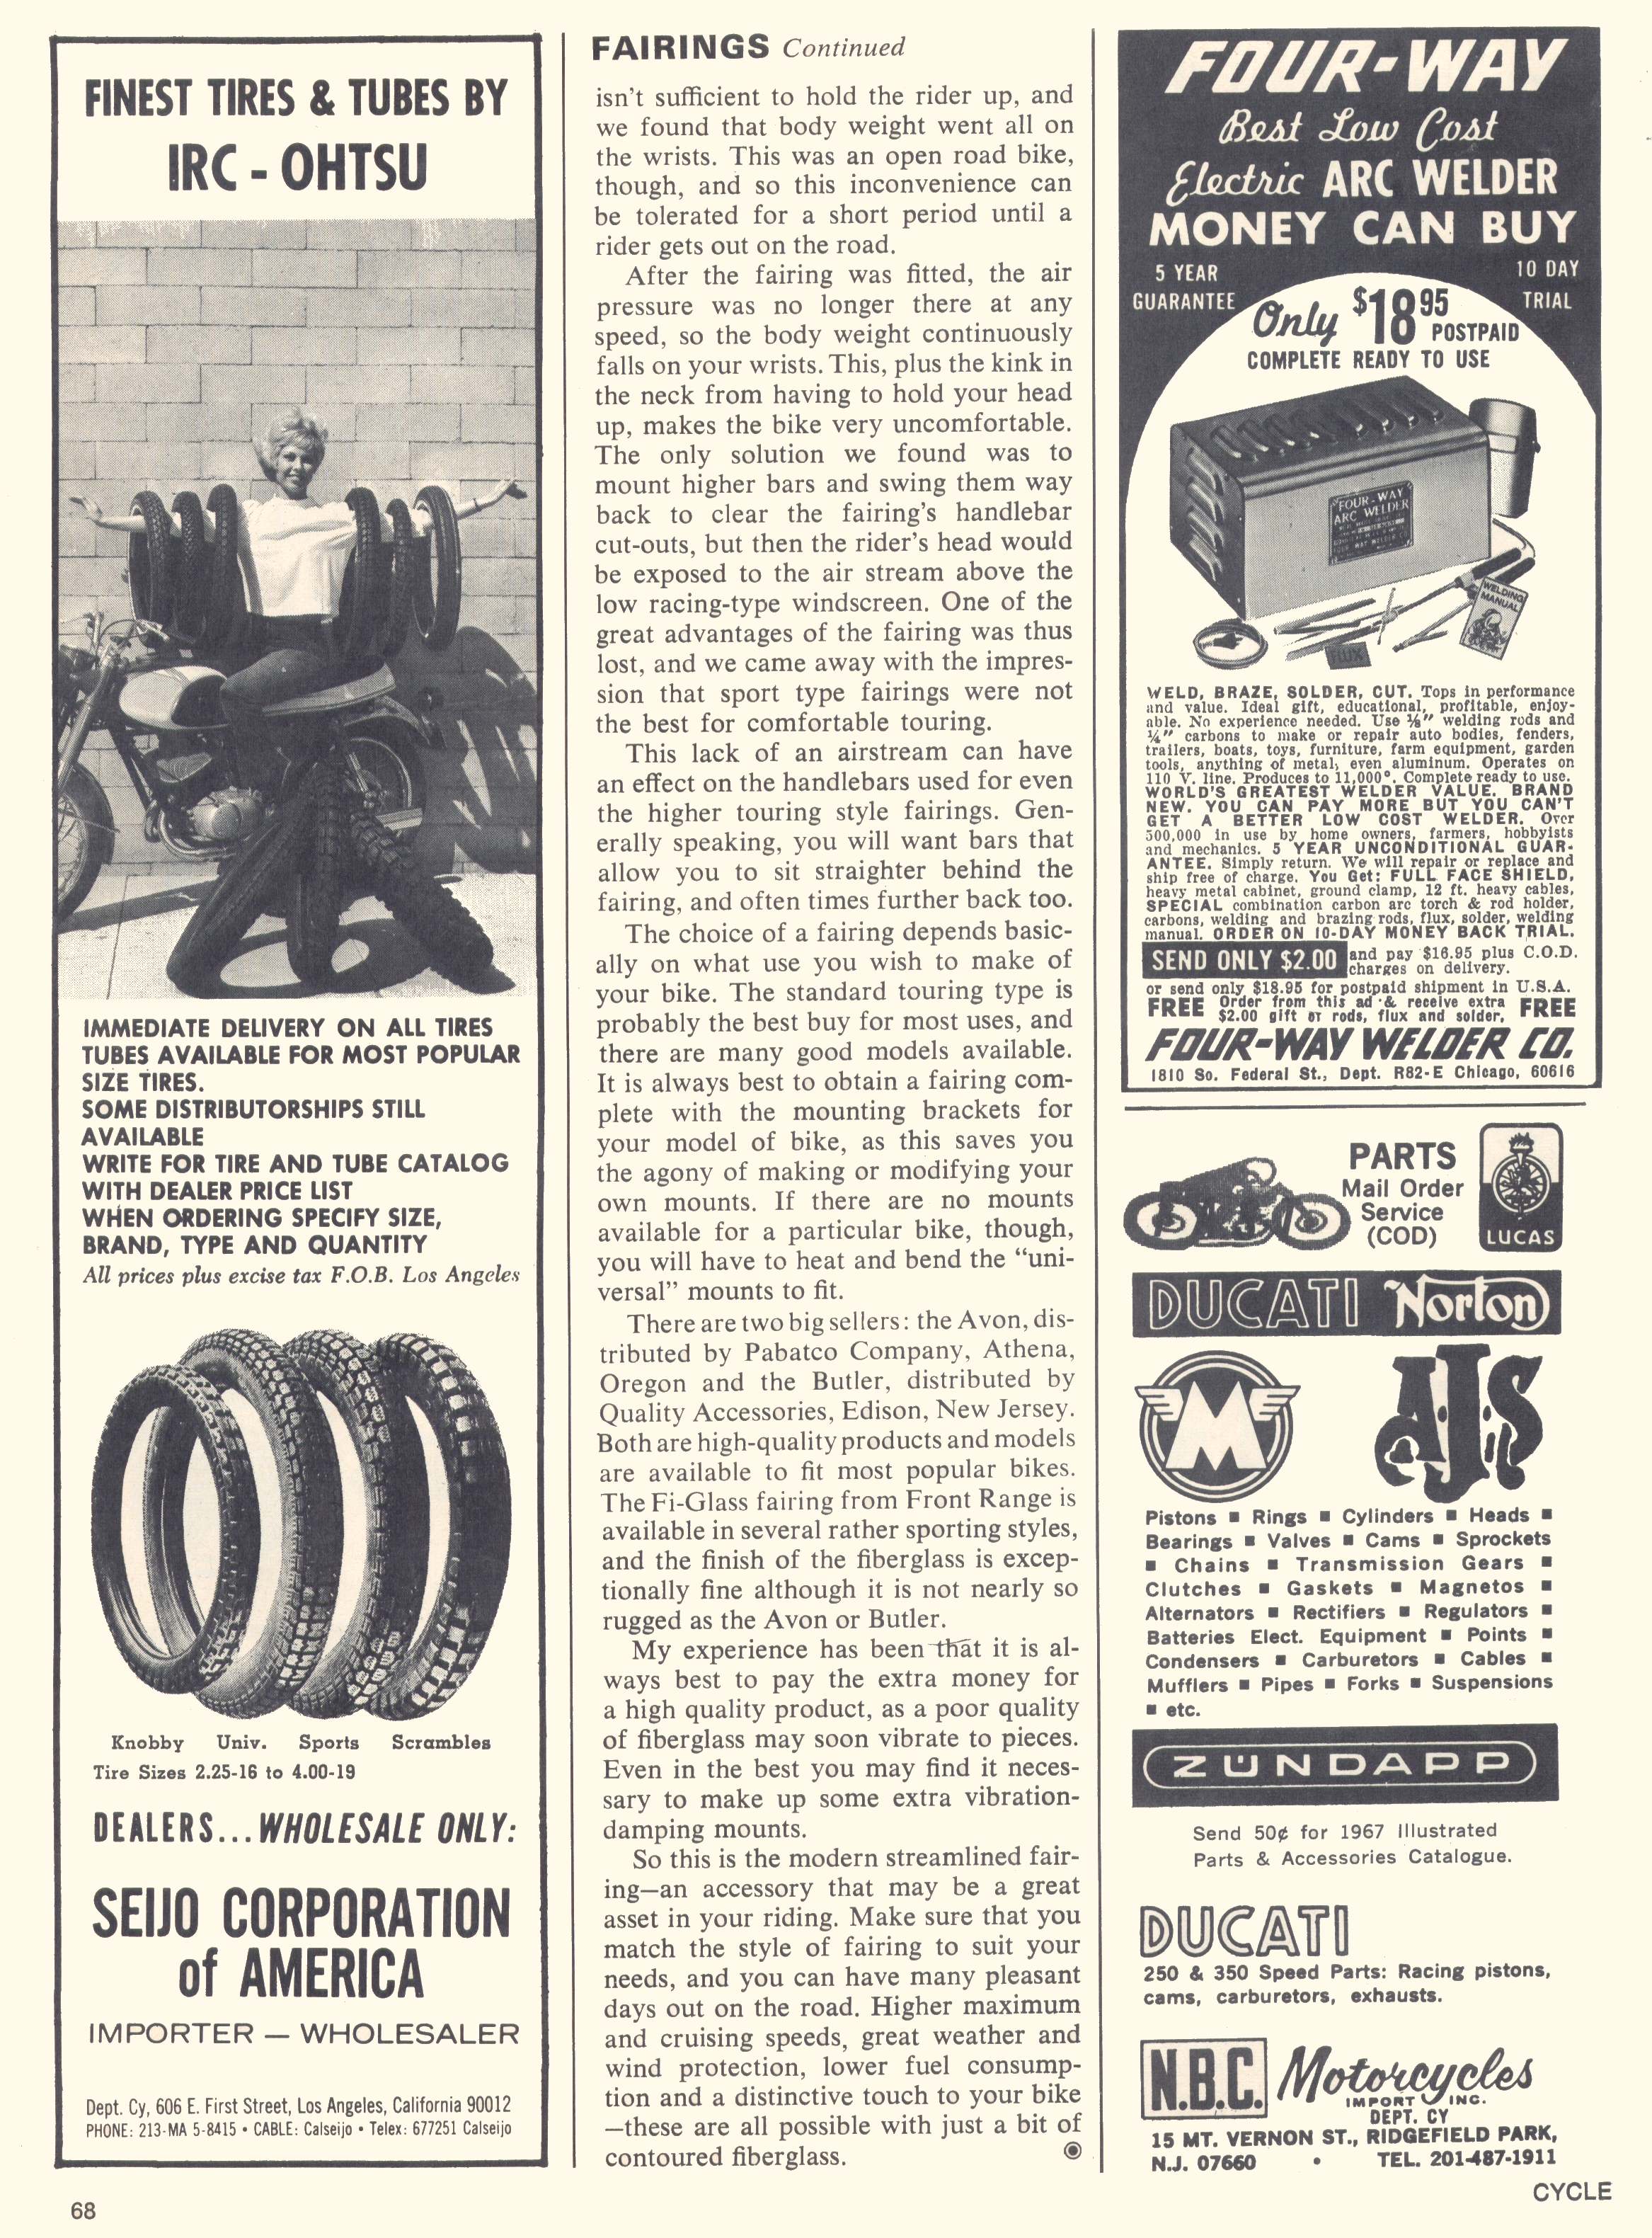 FINEST TIRES & TUBES BY
IRC - OHTSU
IMMEDIATE DELIVERY ON ALL TIRES
TUBES AVAILABLE FOR MOST POPULAR
SIZE TIRES.
SOME DISTRIBUTORSHIPS STILL
AVAILABLE
WRITE FOR TIRE AND TUBE CATALOG
WITH DEALER PRICE LIST
WHEN ORDERING SPECIFY SIZE,
BRAND, TYPE AND QUANTITY
All prices plus excise tax F.O.B. Los Angeles
Knobby Univ. Sports Scrambles
Tire Sizes 2.25-16 to 4.00-19
DEALERS... WHOLESALE ONLY:
SEIJO CORPORATION
of AMERICA
IMPORTER — WHOLESALER
Dept. Cy, 606 E. First Street, Los Angeles, California 90012
PHONE: 213-MA 5-8415 • CABLE: Calseijo • Telex: 677251 Calseijo
68
FAIRINGS Continued
isn't sufficient to hold the rider up, and
we found that body weight went all on
the wrists. This was an open road bike,
though, and so this inconvenience can
be tolerated for a short period until a
rider gets out on the road.
After the fairing was fitted, the air
pressure was no longer there at any
speed, so the body weight continuously
falls on your wrists. This, plus the kink in
the neck from having to hold your head
up, makes the bike very uncomfortable.
The only solution we found was to
mount higher bars and swing them way
back to clear the fairing's handlebar
cut-outs, but then the rider's head would
be exposed to the air stream above the
low racing-type windscreen. One of the
great advantages of the fairing was thus
lost, and we came away with the impres-
sion that sport type fairings were not
the best for comfortable touring.
This lack of an airstream can have
an effect on the handlebars used for even
the higher touring style fairings. Gen-
erally speaking, you will want bars that
allow you to sit straighter behind the
fairing, and often times further back too.
The choice of a fairing depends basic-
ally on what use you wish to make of
your bike. The standard touring type is
probably the best buy for most uses, and
there are many good models available.
It is always best to obtain a fairing com-
plete with the mounting brackets for
your model of bike, as this saves you
the agony of making or modifying your
own mounts. If there are no mounts
available for a particular bike, though,
you will have to heat and bend the "uni-
versal" mounts to fit.
There are two big sellers: the Avon, dis-
tributed by Pabatco Company, Athena,
Oregon and the Butler, distributed by
Quality Accessories, Edison, New Jersey.
Both are high-quality products and models
are available to fit most popular bikes.
The Fi-Glass fairing from Front Range is
available in several rather sporting styles,
and the finish of the fiberglass is excep-
tionally fine although it is not nearly so
rugged as the Avon or Butler.
My experience has been that it is al-
ways best to pay the extra money for
a high quality product, as a poor quality
of fiberglass may soon vibrate to pieces.
Even in the best you may find it neces-
sary to make up some extra vibration-
damping mounts.
So this is the modern streamlined fair-
ing—an accessory that may be a great
asset in your riding. Make sure that you
match the style of fairing to suit your
needs, and you can have many pleasant
days out on the road. Higher maximum
and cruising speeds, great weather and
wind protection, lower fuel consump-
tion and a distinctive touch to your bike
—these are all possible with just a bit of
contoured fiberglass.
FOUR-WAY
Best Low Cost
Electric ARC WELDER
MONEY CAN BUY
5 YEAR
GUARANTEE
10 DAY
TRIAL
Only $18 95
POSTPAID
COMPLETE READY TO USE
FOUR-WAY
ARC WELDER
WELDING
MANUAL
FLUX
WELD, BRAZE, SOLDER, CUT. Tops in performance
and value. Ideal gift, educational, profitable, enjoy-
able. No experience needed. Use ⅛" welding rods and
¼" carbons to make or repair auto bodies, fenders,
trailers, boats, toys, furniture, farm equipment, garden
tools, anything of metal, even aluminum. Operates on
110 V. line. Produces to 11,000°. Complete ready to use.
WORLD'S GREATEST WELDER VALUE. BRAND
NEW. YOU CAN PAY MORE BUT YOU CAN'T
GET A BETTER LOW COST WELDER. Over
500,000 in use by home owners, farmers, hobbyists
and mechanics. 5 YEAR UNCONDITIONAL GUAR-
ANTEE. Simply return. We will repair or replace and
ship free of charge. You Get: FULL FACE SHIELD,
heavy metal cabinet, ground clamp, 12 ft. heavy cables,
SPECIAL combination carbon arc torch & rod holder,
carbons, welding and brazing rods, flux, solder, welding
manual. ORDER ON 10-DAY MONEY BACK TRIAL.
SEND ONLY $2.00 and pay $16.95 plus C.O.D.
charges on delivery.
or send only $18.95 for postpaid shipment in U.S.A.
FREE Order from this ad & receive extra FREE
$2.00 gift or rods, flux and solder.
FOUR-WAY WELDER CO.
1810 So. Federal St., Dept. R82-E Chicago, 60616
PARTS
Mail Order
Service
(COD)
LUCAS
DUCATI Norton
M
AJS
Pistons ■ Rings ■ Cylinders ■ Heads ■
Bearings ■ Valves ■ Cams ■ Sprockets
■ Chains ■ Transmission Gears ■
Clutches ■ Gaskets ■ Magnetos ■
Alternators ■ Rectifiers ■ Regulators ■
Batteries Elect. Equipment ■ Points ■
Condensers ■ Carburetors ■ Cables ■
Mufflers ■ Pipes ■ Forks ■ Suspensions
■ etc.
ZÜNDAPP
Send 50¢ for 1967 Illustrated
Parts & Accessories Catalogue.
DUCATI
250 & 350 Speed Parts: Racing pistons,
cams, carburetors, exhausts.
N.B.C. Motorcycles
IMPORT INC.
DEPT. CY
15 MT. VERNON ST., RIDGEFIELD PARK,
N.J. 07660 • TEL. 201-487-1911
CYCLE